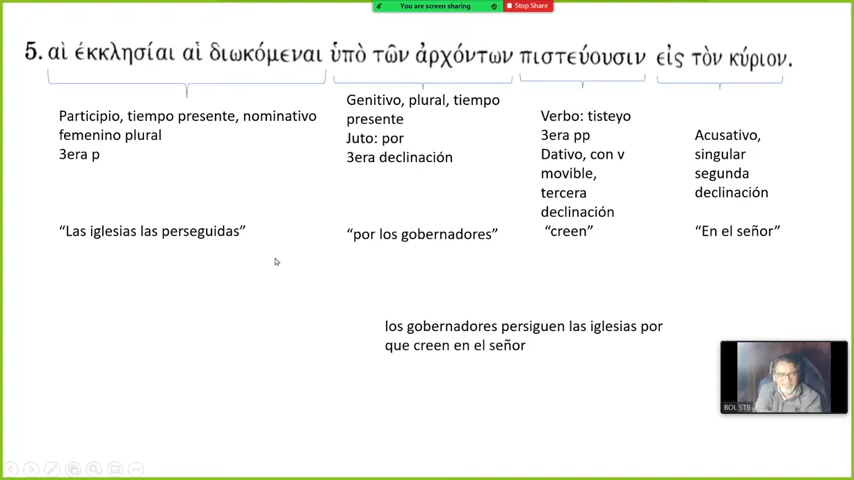 You are screen sharing
Stop Share
5. αἱ ἐκκλησίαι αἱ διωκόμεναι ὑπὸ τῶν ἀρχόντων πιστεύουσιν εἰς τὸν κύριον.
Participio, tiempo presente, nominativo
femenino plural
3era p
Genitivo, plural, tiempo
presente
Juto: por
3era declinación
Verbo: tisteyo
3era pp
Dativo, con v
movible,
tercera
declinación
Acusativo,
singular
segunda
declinación
“Las iglesias las perseguidas”
“por los gobernadores”
“creen”
“En el señor”
los gobernadores persiguen las iglesias por
que creen en el señor
BOL STB